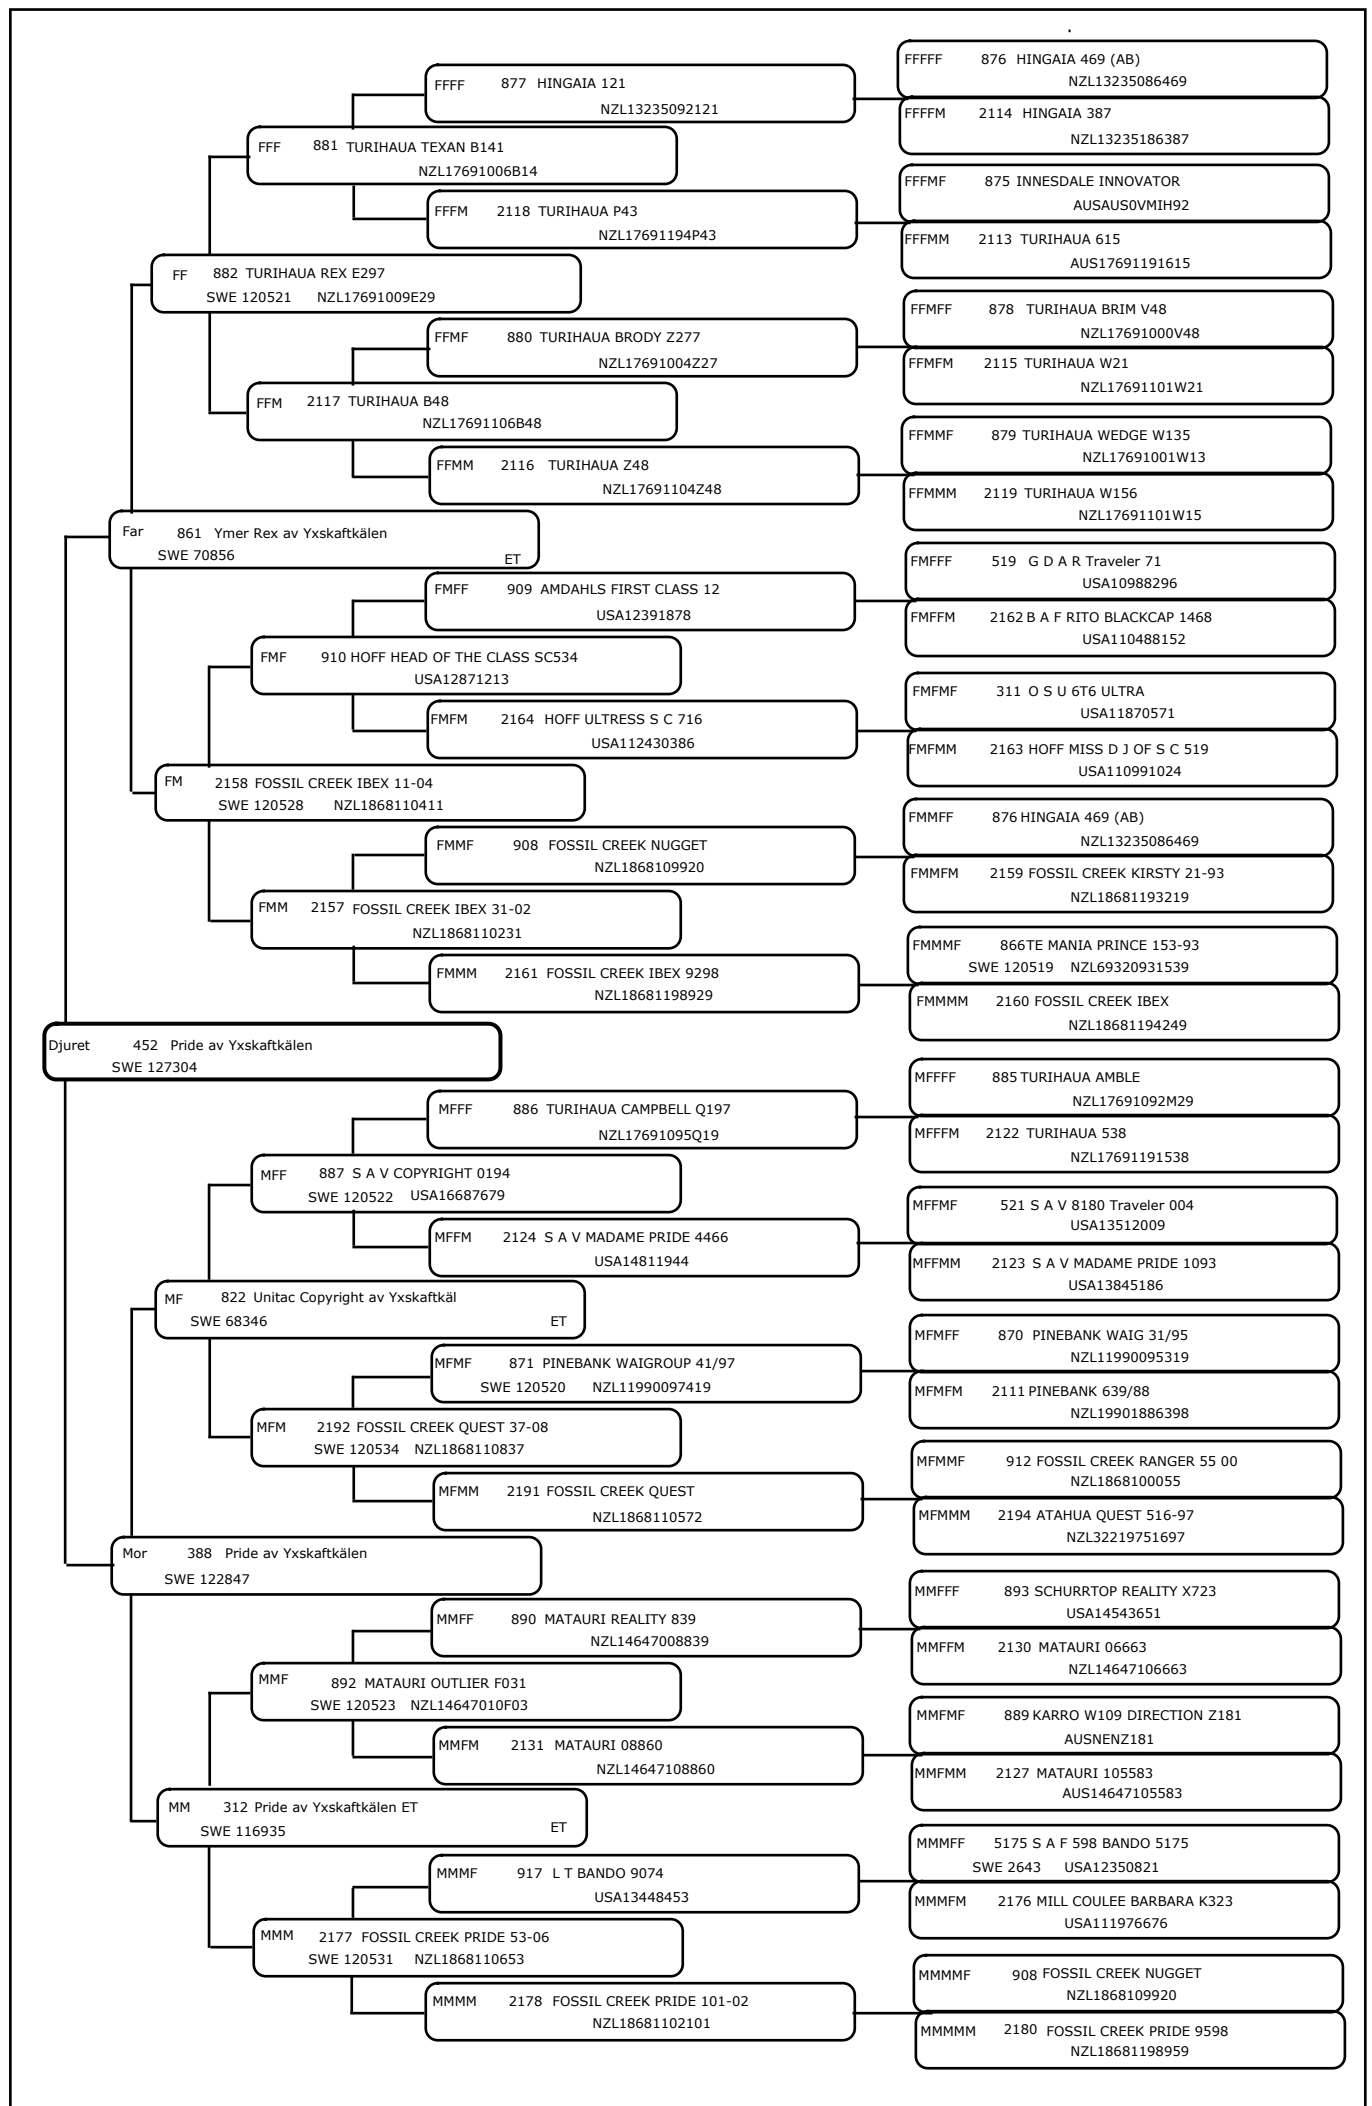 FFFFF 876 HINGAIA 469 (AB)
NZL13235086469
FFFF 877 HINGAIA 121
NZL13235092121
FFFFM 2114 HINGAIA 387
NZL13235186387
FFF 881 TURIHAUA TEXAN B141
NZL17691006B14
FFFMF 875 INNESDALE INNOVATOR
AUSAUS0VMIH92
FFFM 2118 TURIHAUA P43
NZL17691194P43
FFFMM 2113 TURIHAUA 615
AUS17691191615
FF 882 TURIHAUA REX E297
SWE 120521 NZL17691009E29
FFMFF 878 TURIHAUA BRIM V48
NZL17691000V48
FFMF 880 TURIHAUA BRODY Z277
NZL17691004Z27
FFMFM 2115 TURIHAUA W21
NZL17691101W21
FFM 2117 TURIHAUA B48
NZL17691106B48
FFMMF 879 TURIHAUA WEDGE W135
NZL17691001W13
FFMM 2116 TURIHAUA Z48
NZL17691104Z48
FFMMM 2119 TURIHAUA W156
NZL17691101W15
Far 861 Ymer Rex av Yxskaftkälen
SWE 70856 ET
FMFFF 519 G D A R Traveler 71
USA10988296
FMFF 909 AMDAHLS FIRST CLASS 12
USA12391878
FMFFM 2162 B A F RITO BLACKCAP 1468
USA110488152
FMF 910 HOFF HEAD OF THE CLASS SC534
USA12871213
FMFMF 311 O S U 6T6 ULTRA
USA11870571
FMFM 2164 HOFF ULTRESS S C 716
USA112430386
FMFMM 2163 HOFF MISS D J OF S C 519
USA110991024
FM 2158 FOSSIL CREEK IBEX 11-04
SWE 120528 NZL1868110411
FMMFF 876 HINGAIA 469 (AB)
NZL13235086469
FMMF 908 FOSSIL CREEK NUGGET
NZL1868109920
FMMFM 2159 FOSSIL CREEK KIRSTY 21-93
NZL18681193219
FMM 2157 FOSSIL CREEK IBEX 31-02
NZL1868110231
FMMMF 866TE MANIA PRINCE 153-93
SWE 120519 NZL69320931539
FMMM 2161 FOSSIL CREEK IBEX 9298
NZL18681198929
FMMMM 2160 FOSSIL CREEK IBEX
NZL18681194249
Djuret 452 Pride av Yxskaftkälen
SWE 127304
MFFFF 885 TURIHAUA AMBLE
NZL17691092M29
MFFF 886 TURIHAUA CAMPBELL Q197
NZL17691095Q19
MFFFM 2122 TURIHAUA 538
NZL17691191538
MFF 887 S A V COPYRIGHT 0194
SWE 120522 USA16687679
MFFMF 521 S A V 8180 Traveler 004
USA13512009
MFFM 2124 S A V MADAME PRIDE 4466
USA14811944
MFFMM 2123 S A V MADAME PRIDE 1093
USA13845186
MF 822 Unitac Copyright av Yxskaftkäl
SWE 68346 ET
MFMFF 870 PINEBANK WAIG 31/95
NZL11990095319
MFMF 871 PINEBANK WAIGROUP 41/97
SWE 120520 NZL11990097419
MFMFM 2111 PINEBANK 639/88
NZL19901886398
MFM 2192 FOSSIL CREEK QUEST 37-08
SWE 120534 NZL1868110837
MFMMF 912 FOSSIL CREEK RANGER 55 00
NZL1868100055
MFMM 2191 FOSSIL CREEK QUEST
NZL1868110572
MFMMM 2194 ATAHUA QUEST 516-97
NZL32219751697
Mor 388 Pride av Yxskaftkälen
SWE 122847
MMFFF 893 SCHURRTOP REALITY X723
USA14543651
MMFF 890 MATAURI REALITY 839
NZL14647008839
MMFFM 2130 MATAURI 06663
NZL14647106663
MMF 892 MATAURI OUTLIER F031
SWE 120523 NZL14647010F03
MMFMF 889 KARRO W109 DIRECTION Z181
AUSNENZ181
MMFM 2131 MATAURI 08860
NZL14647108860
MMFMM 2127 MATAURI 105583
AUS14647105583
MM 312 Pride av Yxskaftkälen ET
SWE 116935 ET
MMMFF 5175 S A F 598 BANDO 5175
SWE 2643 USA12350821
MMMF 917 L T BANDO 9074
USA13448453
MMMFM 2176 MILL COULEE BARBARA K323
USA111976676
MMM 2177 FOSSIL CREEK PRIDE 53-06
SWE 120531 NZL1868110653
MMMMF 908 FOSSIL CREEK NUGGET
NZL1868109920
MMMM 2178 FOSSIL CREEK PRIDE 101-02
NZL18681102101
MMMMM 2180 FOSSIL CREEK PRIDE 9598
NZL18681198959